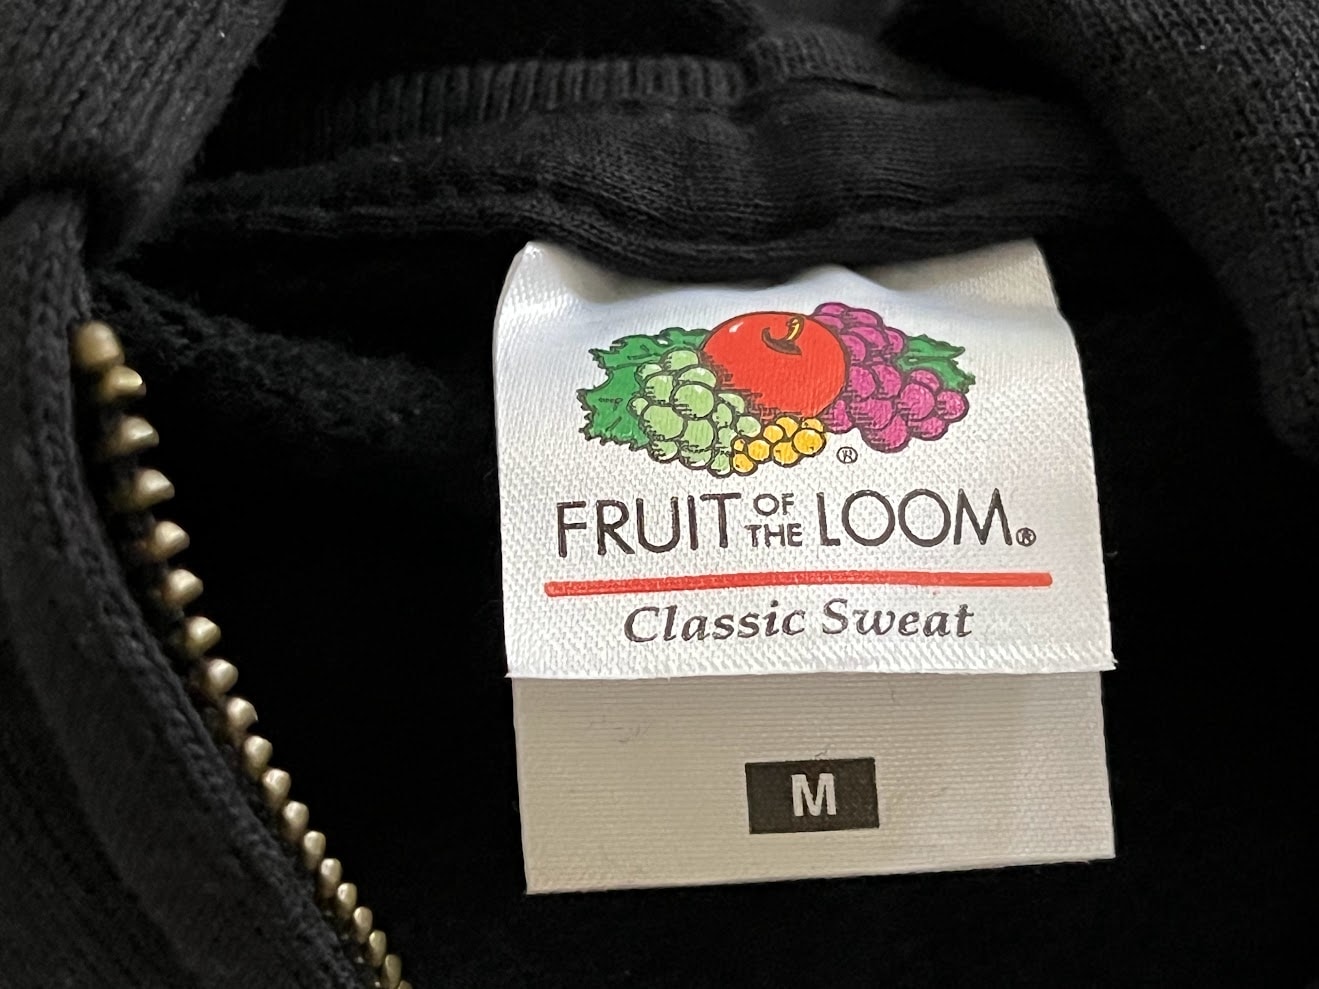 ®
FRUIT OF THE LOOM®
Classic Sweat
M